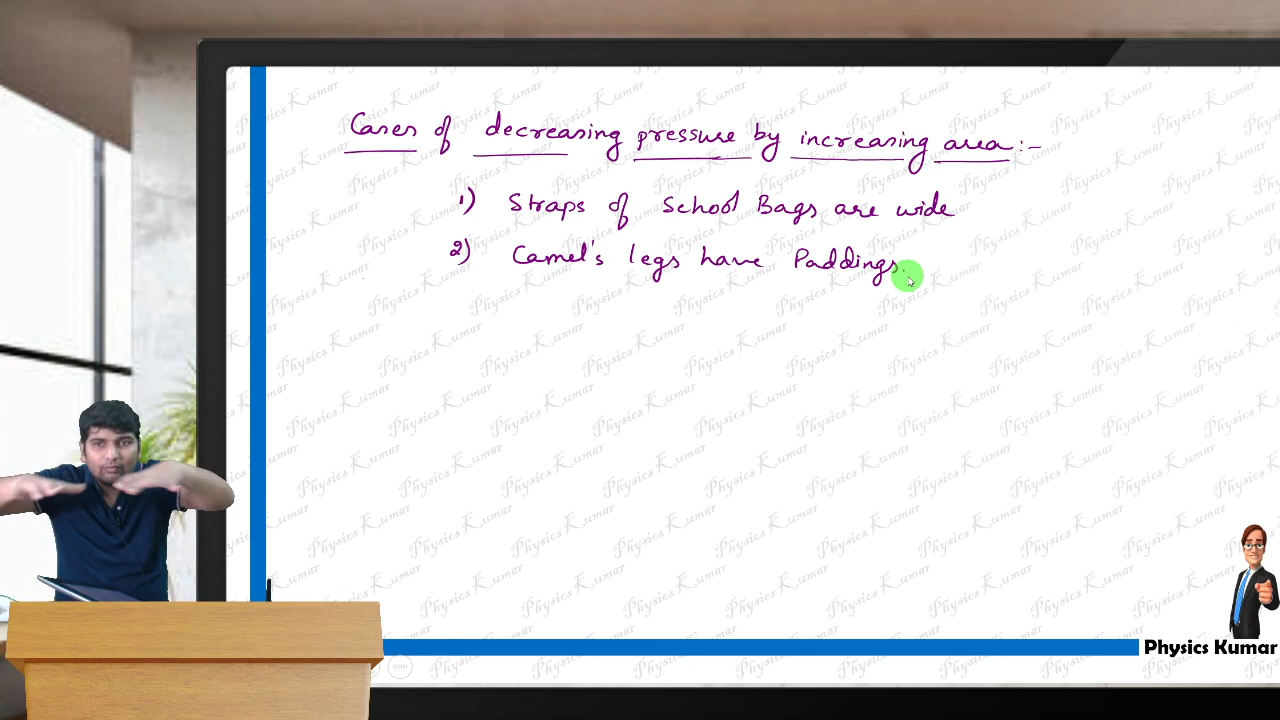 Cases of decreasing pressure by increasing area :-
1) Straps of School Bags are wide
2) Camel's legs have Paddings.
Physics Kumar